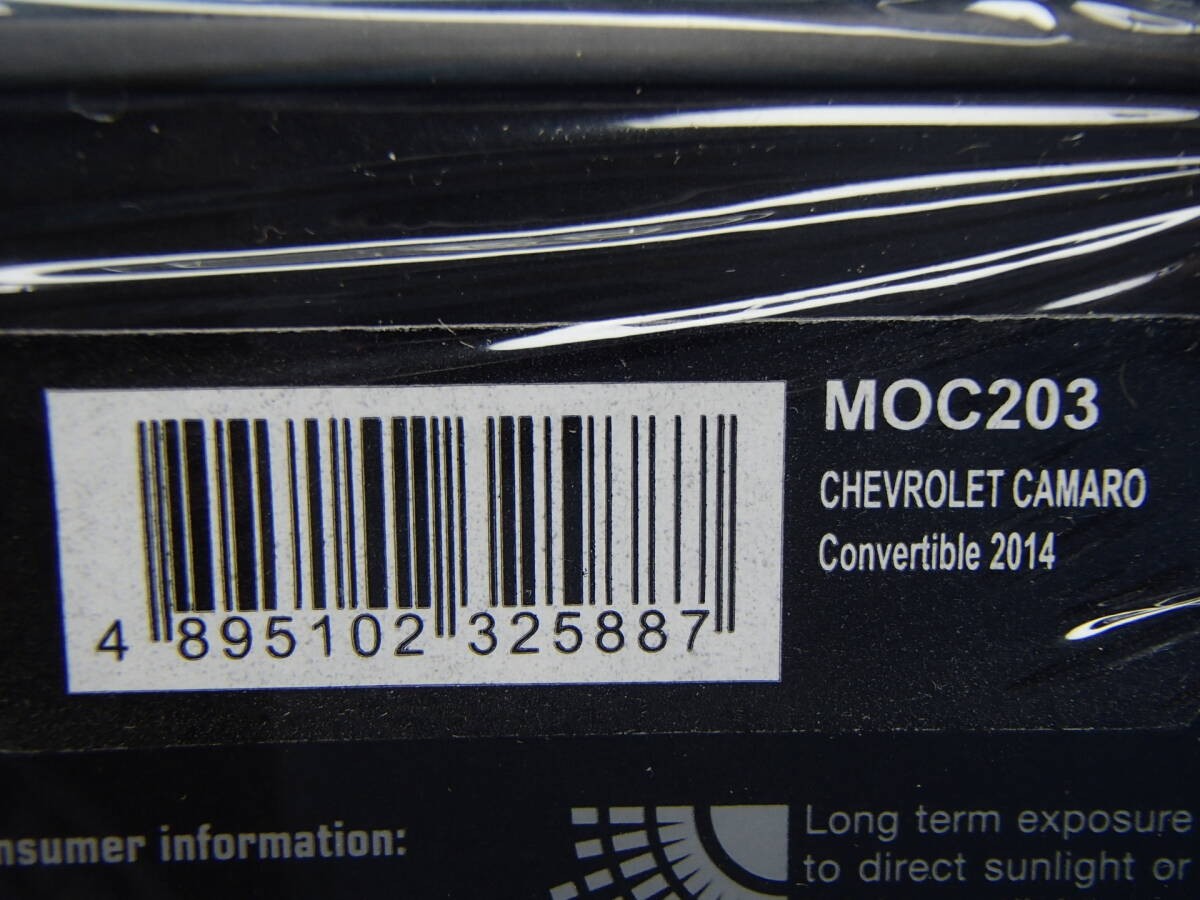 MOC203
CHEVROLET CAMARO
Convertible 2014
4 895102 325887
nsumer information:
Long term exposure
to direct sunlight or